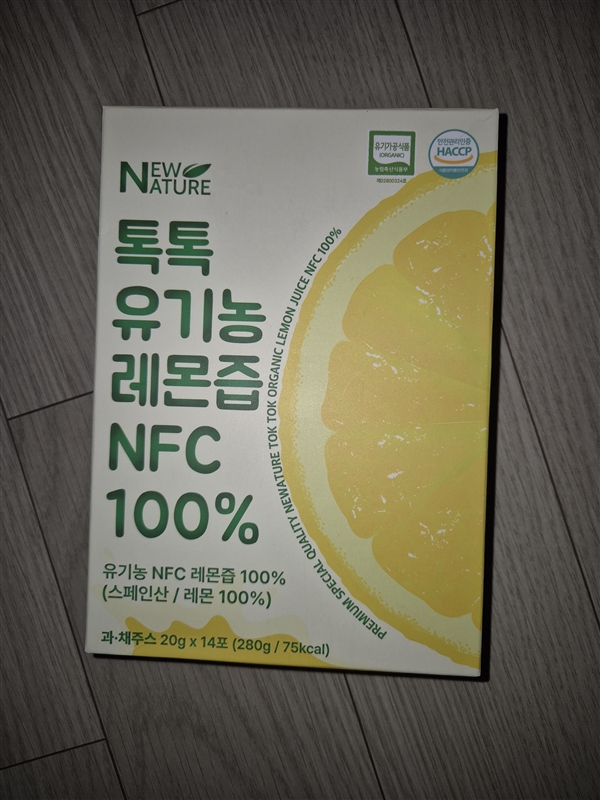 NEW
NATURE
유기가공식품
(ORGANIC)
농림축산식품부
안전관리인증
HACCP
톡톡
유기농
레몬즙
NFC
100%
PREMIUM SPECIAL QUALITY NEWATURE TOK TOK ORGANIC LEMON JUICE NFC 100%
유기농 NFC 레몬즙 100%
(스페인산 / 레몬 100%)
과·채주스 20g x 14포 (280g / 75kcal)